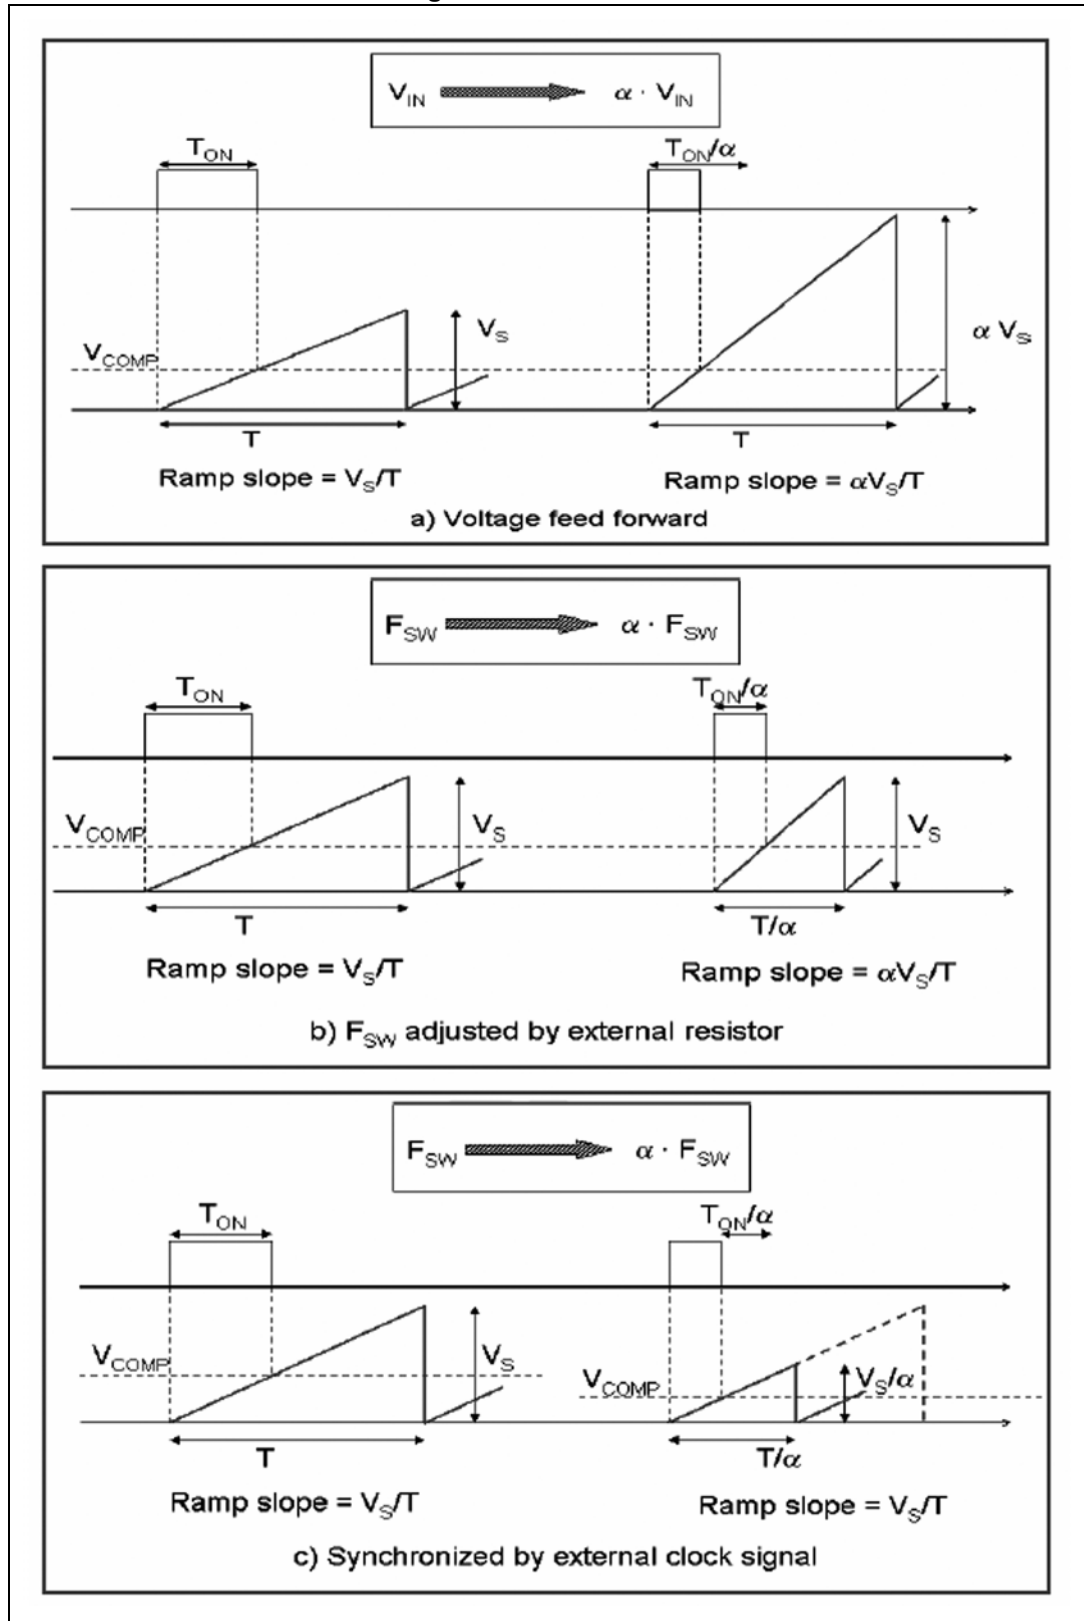 V_IN α · V_IN
T_ON T_ON/α
V_S α V_S
V_COMP
T T
Ramp slope = V_S/T Ramp slope = αV_S/T
a) Voltage feed forward
F_SW α · F_SW
T_ON T_ON/α
V_COMP V_S V_S
T T/α
Ramp slope = V_S/T Ramp slope = αV_S/T
b) F_SW adjusted by external resistor
F_SW α · F_SW
T_ON T_ON/α
V_COMP V_S V_COMP V_S/α
T T/α
Ramp slope = V_S/T Ramp slope = V_S/T
c) Synchronized by external clock signal